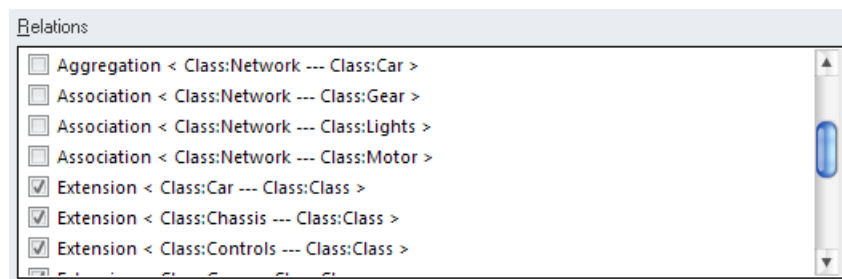 Relations
Aggregation < Class:Network --- Class:Car >
Association < Class:Network --- Class:Gear >
Association < Class:Network --- Class:Lights >
Association < Class:Network --- Class:Motor >
Extension < Class:Car --- Class:Class >
Extension < Class:Chassis --- Class:Class >
Extension < Class:Controls --- Class:Class >